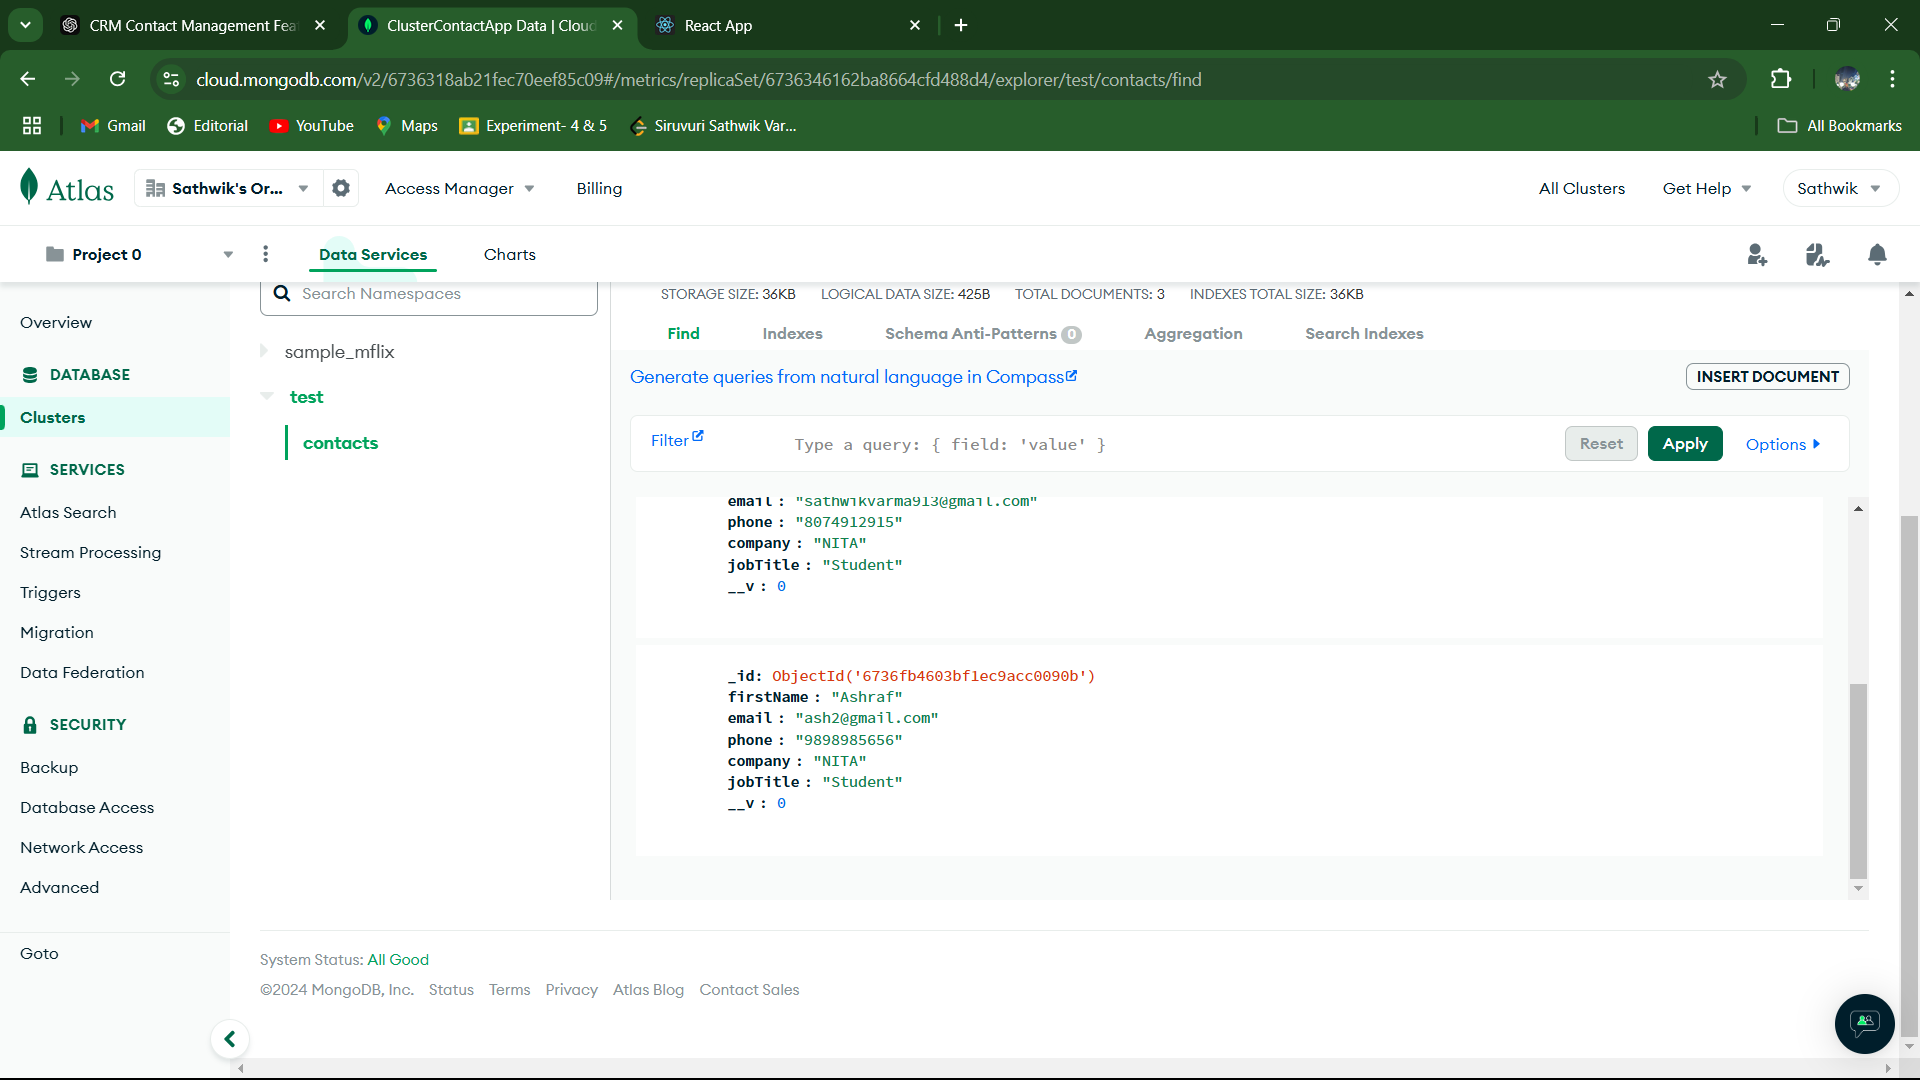 CRM Contact Management Fea
ClusterContactApp Data | Cloud
React App
cloud.mongodb.com/v2/6736318ab21fec70eef85c09#/metrics/replicaSet/6736346162ba8664cfd488d4/explorer/test/contacts/find
Gmail
Editorial
YouTube
Maps
Experiment- 4 & 5
Siruvuri Sathwik Var...
All Bookmarks
Atlas
Sathwik's Or...
Access Manager
Billing
All Clusters
Get Help
Sathwik
Project 0
Data Services
Charts
Overview
DATABASE
Clusters
SERVICES
Atlas Search
Stream Processing
Triggers
Migration
Data Federation
SECURITY
Backup
Database Access
Network Access
Advanced
Goto
Search Namespaces
sample_mflix
test
contacts
STORAGE SIZE: 36KB LOGICAL DATA SIZE: 425B TOTAL DOCUMENTS: 3 INDEXES TOTAL SIZE: 36KB
Find
Indexes
Schema Anti-Patterns 0
Aggregation
Search Indexes
Generate queries from natural language in Compass
INSERT DOCUMENT
Filter
Type a query: { field: 'value' }
Reset
Apply
Options
email : "sathwikvarma913@gmail.com"
phone : "8074912915"
company : "NITA"
jobTitle : "Student"
__v : 0
_id: ObjectId('6736fb4603bf1ec9acc0090b')
firstName : "Ashraf"
email : "ash2@gmail.com"
phone : "9898985656"
company : "NITA"
jobTitle : "Student"
__v : 0
System Status: All Good
©2024 MongoDB, Inc. Status Terms Privacy Atlas Blog Contact Sales